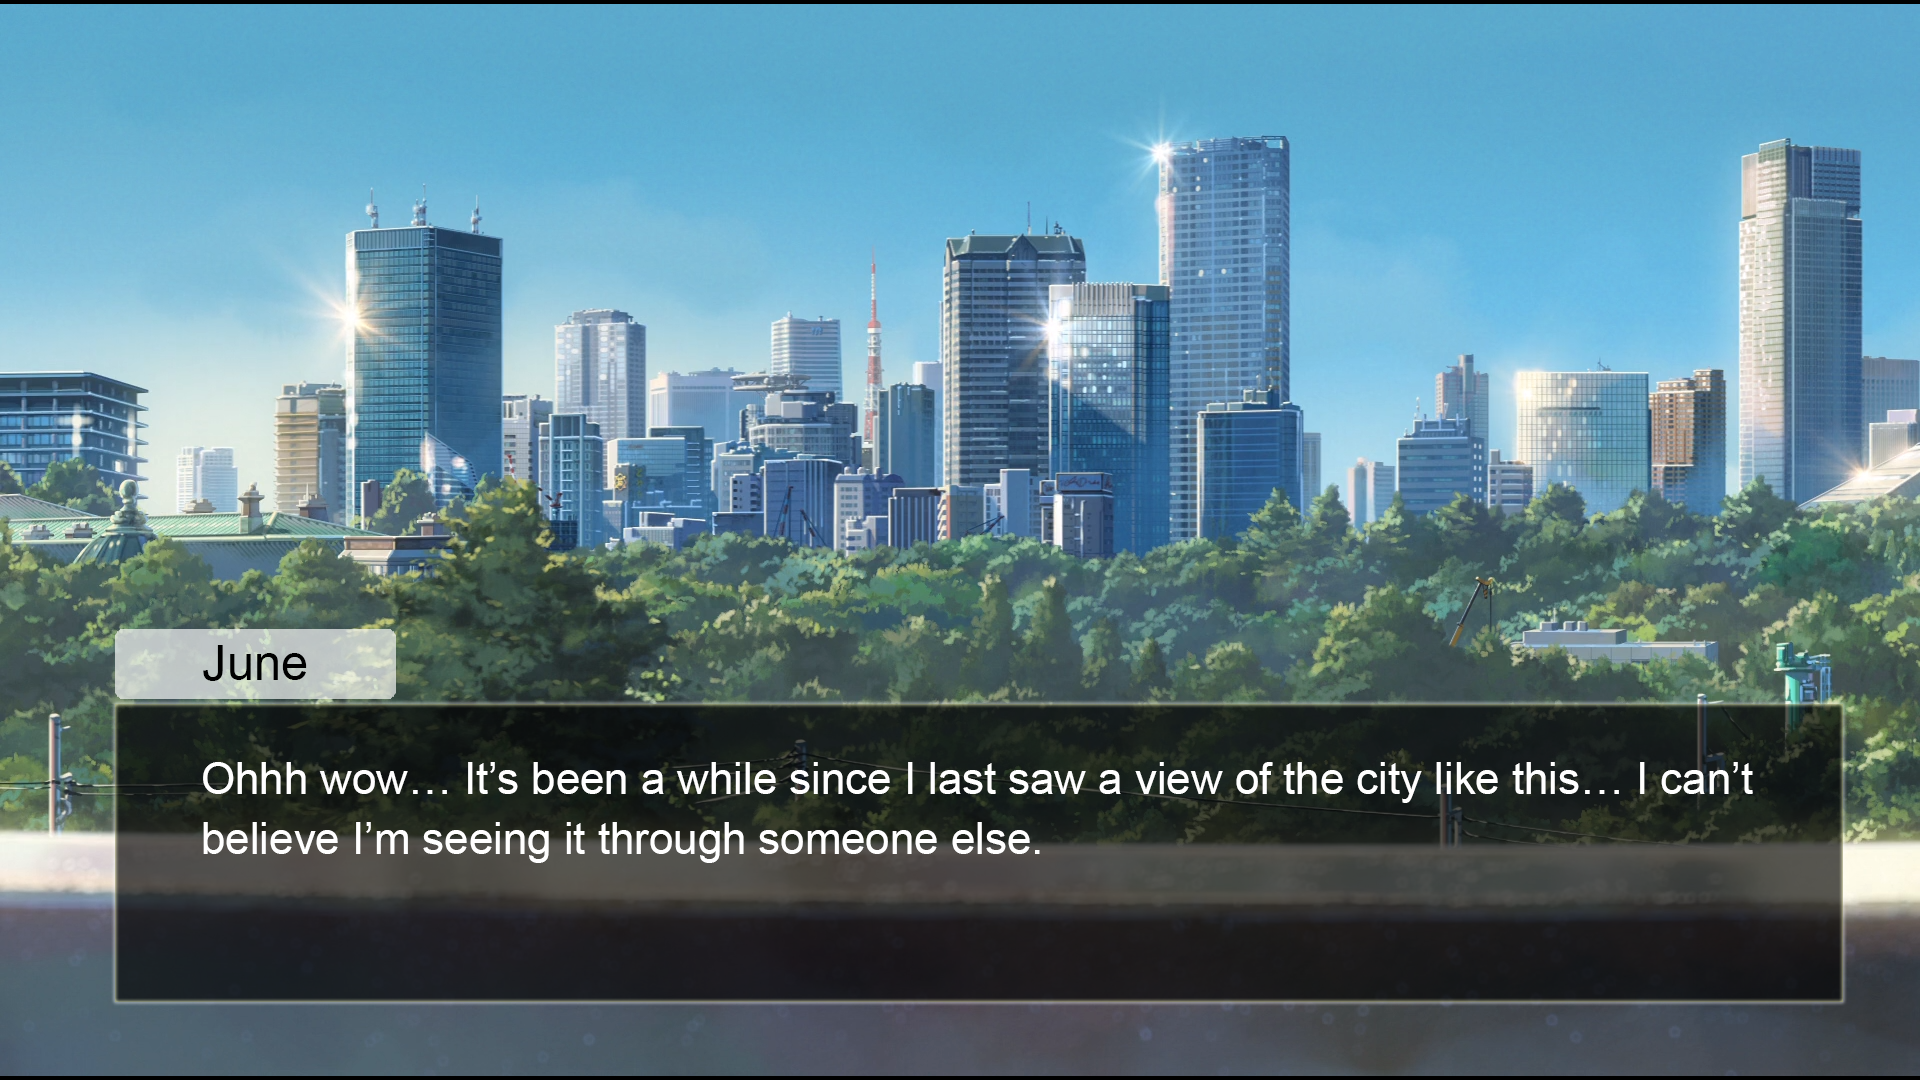 June
Ohhh wow… It’s been a while since I last saw a view of the city like this… I can’t
believe I’m seeing it through someone else.